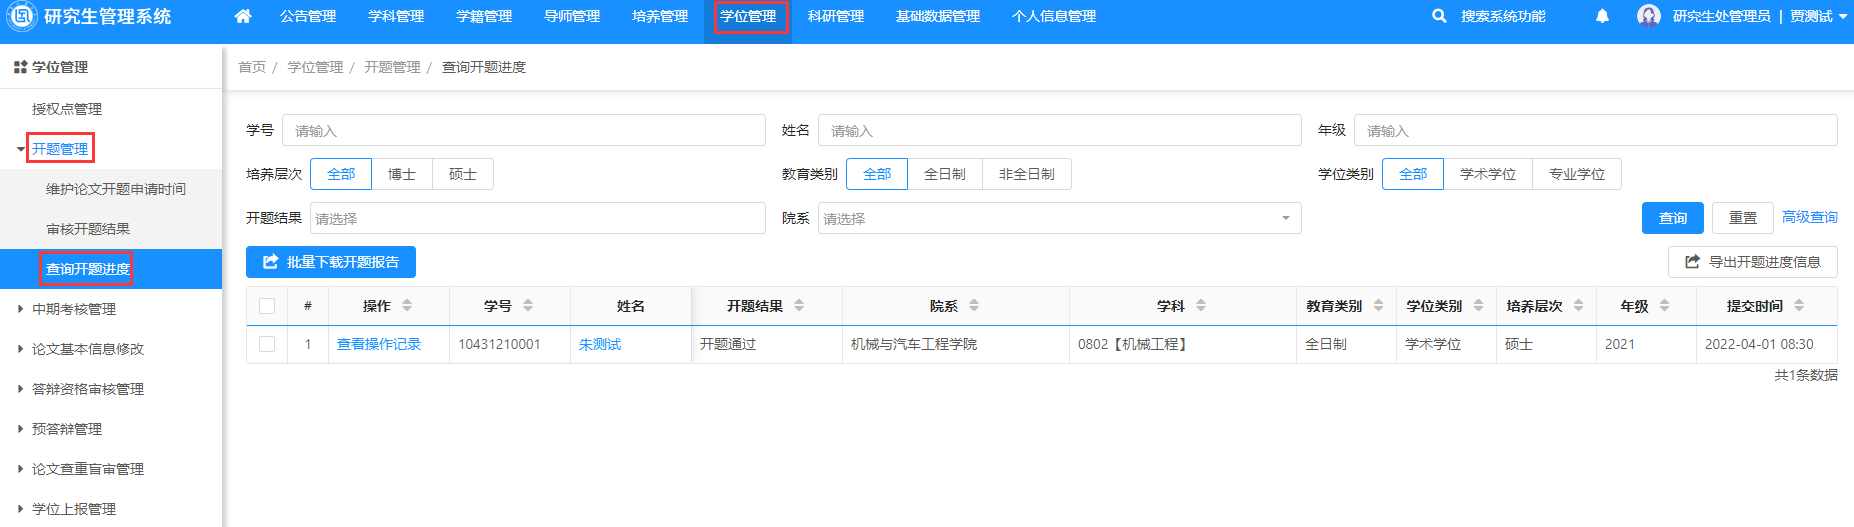 研究生管理系统 公告管理 学科管理 学籍管理 导师管理 培养管理 学位管理 科研管理 基础数据管理 个人信息管理 搜索系统功能 研究生处管理员 | 贾测试
学位管理
授权点管理
开题管理
维护论文开题申请时间
审核开题结果
查询开题进度
中期考核管理
论文基本信息修改
答辩资格审核管理
预答辩管理
论文查重盲审管理
学位上报管理
首页 / 学位管理 / 开题管理 / 查询开题进度
学号 请输入 姓名 请输入 年级 请输入
培养层次 全部 博士 硕士 教育类别 全部 全日制 非全日制 学位类别 全部 学术学位 专业学位
开题结果 请选择 院系 请选择 查询 重置 高级查询
批量下载开题报告 导出开题进度信息
# 操作 学号 姓名 开题结果 院系 学科 教育类别 学位类别 培养层次 年级 提交时间
1 查看操作记录 10431210001 朱测试 开题通过 机械与汽车工程学院 0802【机械工程】 全日制 学术学位 硕士 2021 2022-04-01 08:30
共1条数据